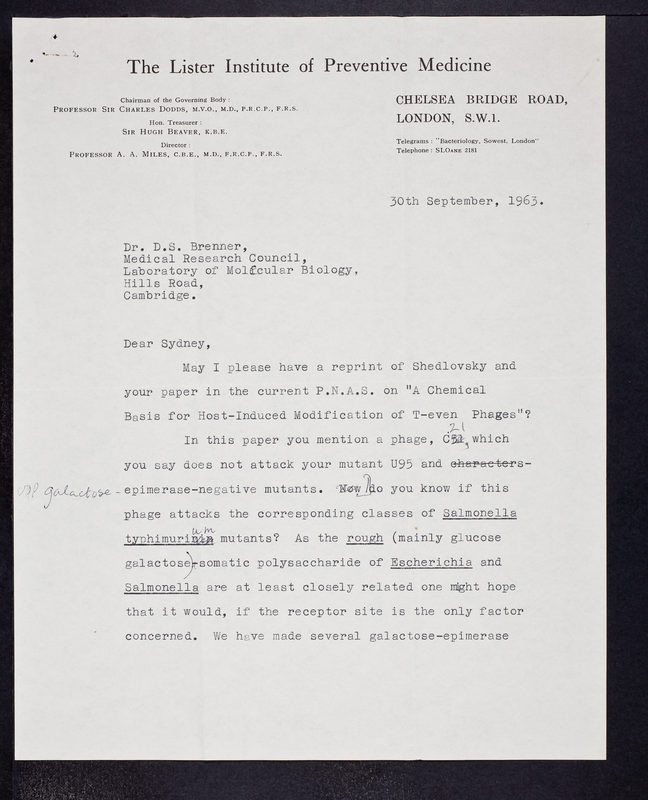 The Lister Institute of Preventive Medicine
Chairman of the Governing Body :
PROFESSOR SIR CHARLES DODDS, M.V.O., M.D., P.R.C.P., F.R.S.
Hon. Treasurer :
SIR HUGH BEAVER, K.B.E.
Director :
PROFESSOR A. A. MILES, C.B.E., M.D., F.R.C.P., F.R.S.
CHELSEA BRIDGE ROAD,
LONDON, S.W.1.
Telegrams : "Bacteriology, Sowest, London"
Telephone : SLOANE 2181
30th September, 1963.
Dr. D.S. Brenner,
Medical Research Council,
Laboratory of Molecular Biology,
Hills Road,
Cambridge.
Dear Sydney,
May I please have a reprint of Shedlovsky and
your paper in the current P.N.A.S. on "A Chemical
Basis for Host-Induced Modification of T-even Phages"?
In this paper you mention a phage, C21, which
you say does not attack your mutant U95 and characters-
galactose-epimerase-negative mutants. Now do you know if this
phage attacks the corresponding classes of Salmonella
typhimurium mutants? As the rough (mainly glucose
galactose)-somatic polysaccharide of Escherichia and
Salmonella are at least closely related one might hope
that it would, if the receptor site is the only factor
concerned. We have made several galactose-epimerase